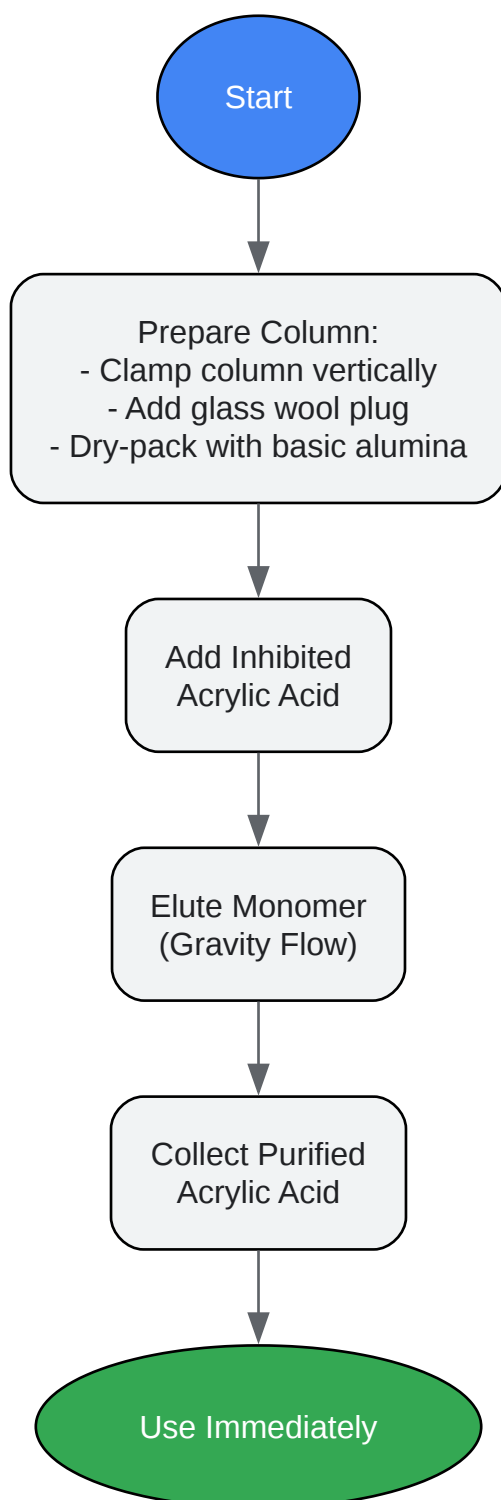 Start
Prepare Column:
- Clamp column vertically
- Add glass wool plug
- Dry-pack with basic alumina
Add Inhibited
Acrylic Acid
Elute Monomer
(Gravity Flow)
Collect Purified
Acrylic Acid
Use Immediately